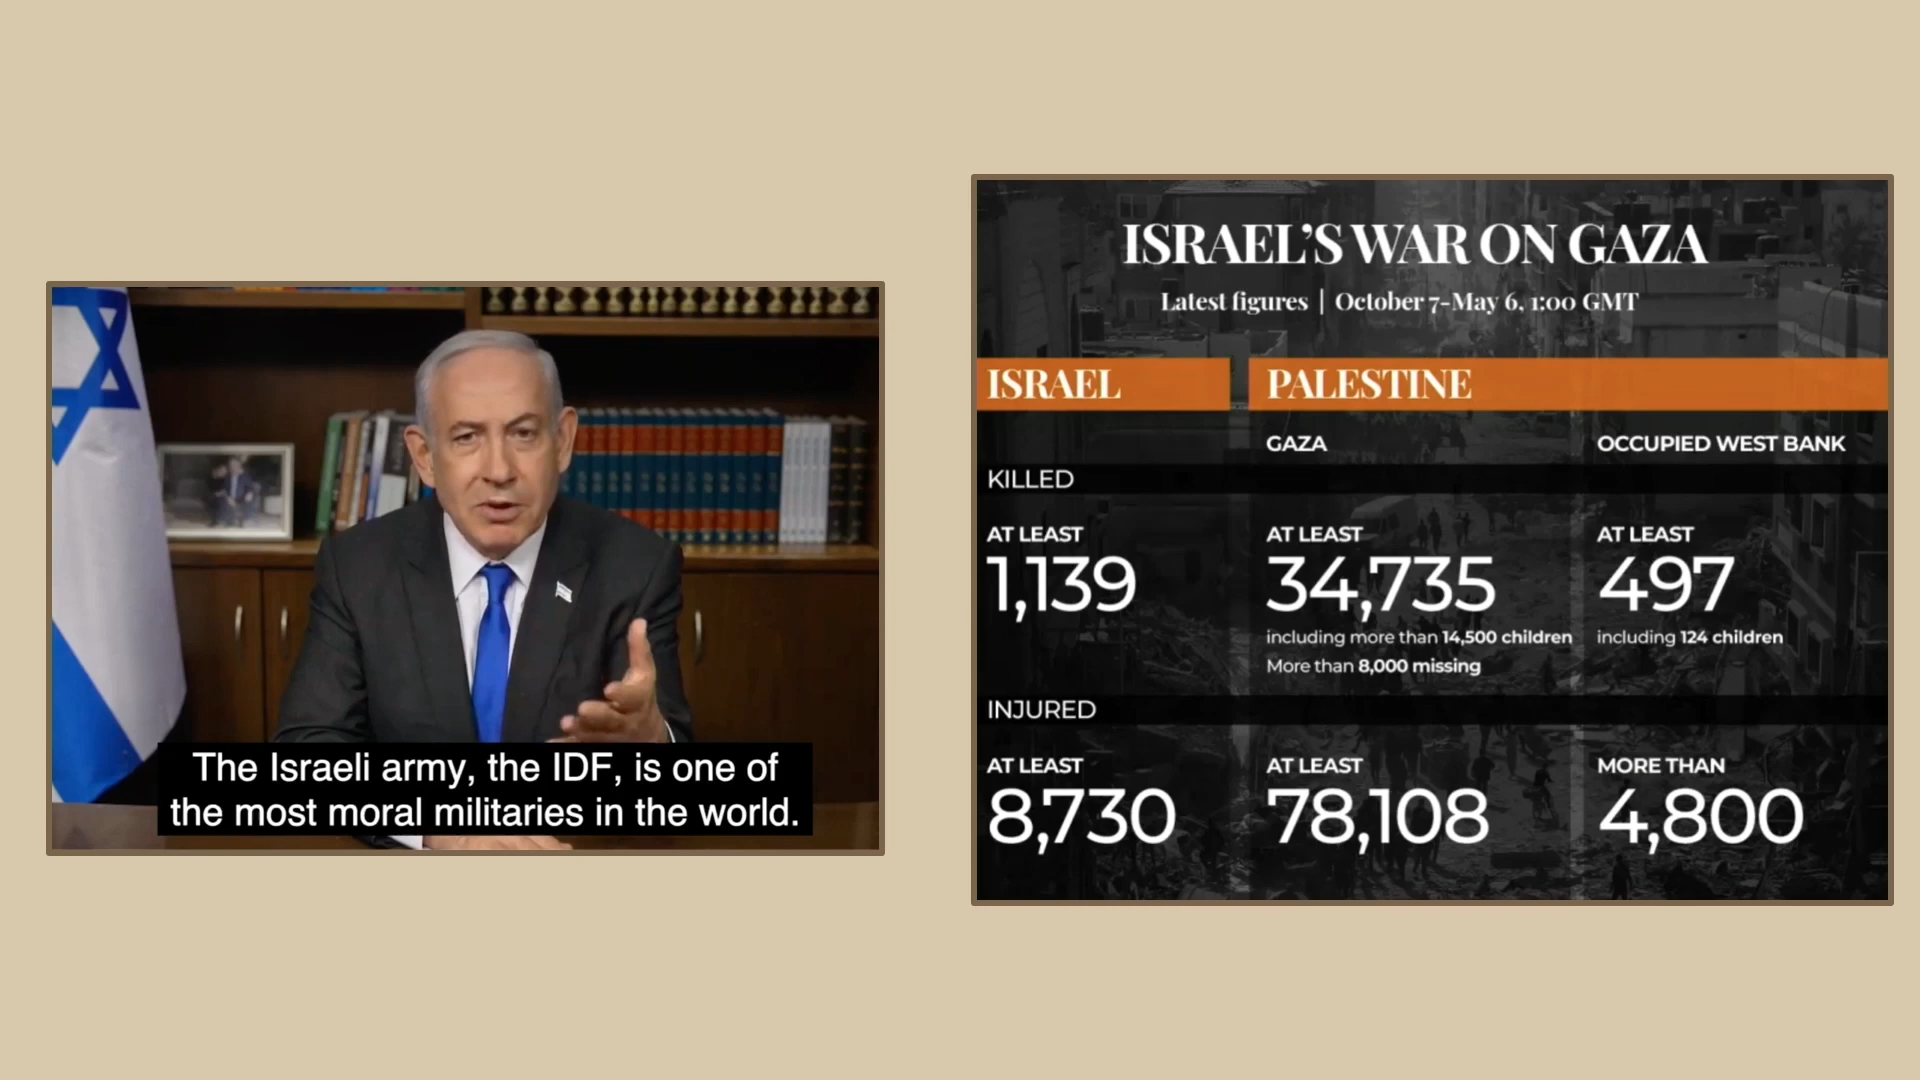 The Israeli army, the IDF, is one of
the most moral militaries in the world.
ISRAEL'S WAR ON GAZA
Latest figures | October 7-May 6, 1:00 GMT
ISRAEL PALESTINE
GAZA OCCUPIED WEST BANK
KILLED
AT LEAST AT LEAST AT LEAST
1,139 34,735 497
including more than 14,500 children including 124 children
More than 8,000 missing
INJURED
AT LEAST AT LEAST MORE THAN
8,730 78,108 4,800